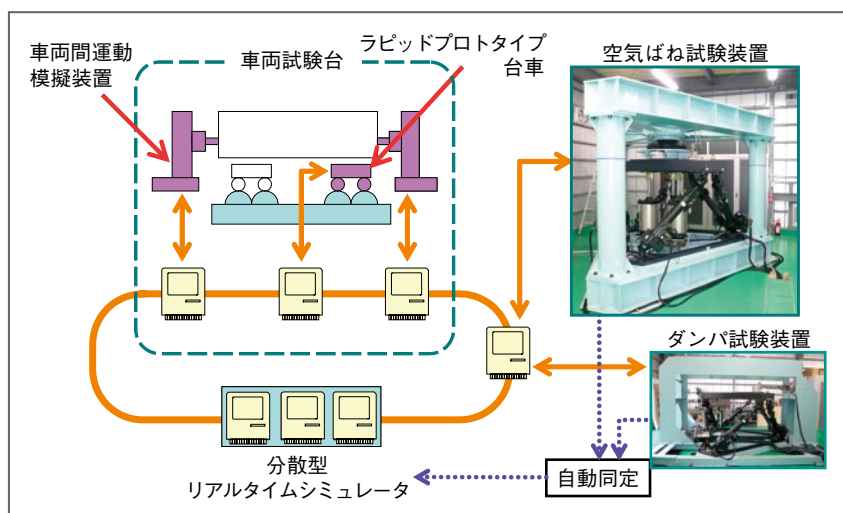 車両間運動
模擬装置
車両試験台
ラピッドプロトタイプ
台車
空気ばね試験装置
ダンパ試験装置
分散型
リアルタイムシミュレータ
自動同定